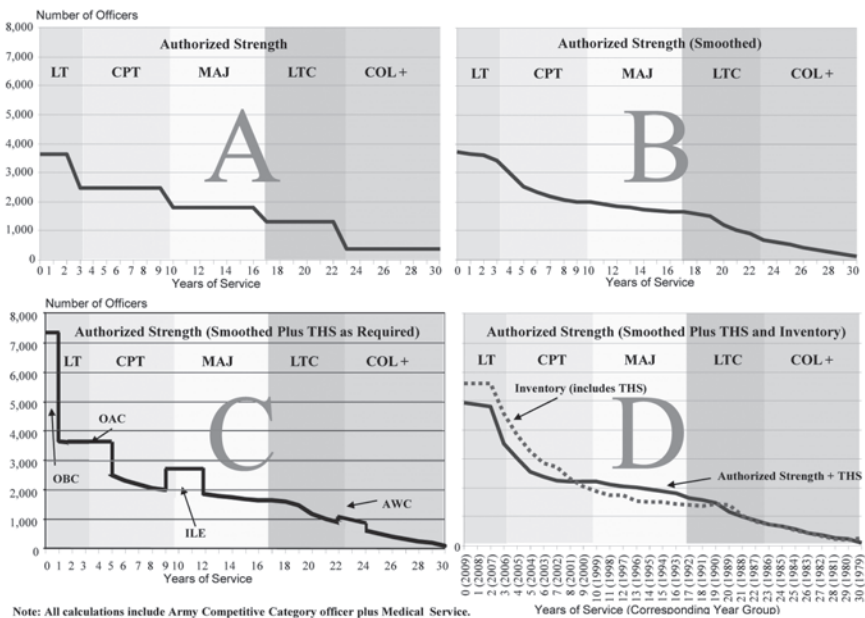 Number of Officers
8,000
7,000
6,000
5,000
4,000
3,000
2,000
1,000
0
Authorized Strength
LT CPT MAJ LTC COL +
A
0 1 2 3 4 5 6 7 8 9 10 12 14 16 18 20 22 24 26 28 30
Years of Service
Authorized Strength (Smoothed)
LT CPT MAJ LTC COL +
B
0 1 2 3 4 5 6 7 8 9 10 12 14 16 18 20 22 24 26 28 30
Years of Service
Number of Officers
8,000
7,000
6,000
5,000
4,000
3,000
2,000
1,000
0
Authorized Strength (Smoothed Plus THS as Required)
LT CPT MAJ LTC COL +
C
OAC
OBC
ILE
AWC
0 1 2 3 4 5 6 7 8 9 10 12 14 16 18 20 22 24 26 28 30
Years of Service
Authorized Strength (Smoothed Plus THS and Inventory)
LT CPT MAJ LTC COL +
Inventory (includes THS)
D
Authorized Strength + THS
0
0 (2009)
1 (2008)
2 (2007)
3 (2006)
4 (2005)
5 (2004)
6 (2003)
7 (2002)
8 (2001)
9 (2000)
10 (1999)
11 (1998)
12 (1997)
13 (1996)
14 (1995)
15 (1994)
16 (1993)
17 (1992)
18 (1991)
19 (1990)
20 (1989)
21 (1988)
22 (1987)
23 (1986)
24 (1985)
25 (1984)
26 (1983)
27 (1982)
28 (1981)
29 (1980)
30 (1979)
Years of Service (Corresponding Year Group)
Note: All calculations include Army Competitive Category officer plus Medical Service.